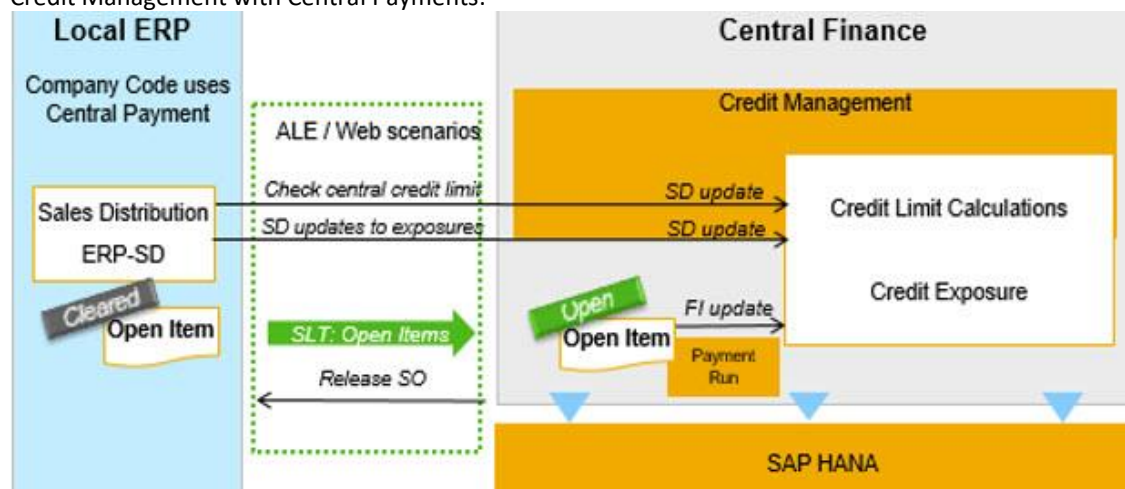 Credit Management with Central Payments:
Local ERP
Company Code uses
Central Payment
Sales Distribution
ERP-SD
Cleared
Open Item
ALE / Web scenarios
Check central credit limit
SD updates to exposures
SLT: Open Items
Release SO
Central Finance
Credit Management
SD update
SD update
Credit Limit Calculations
Credit Exposure
Open
Open Item
FI update
Payment
Run
SAP HANA